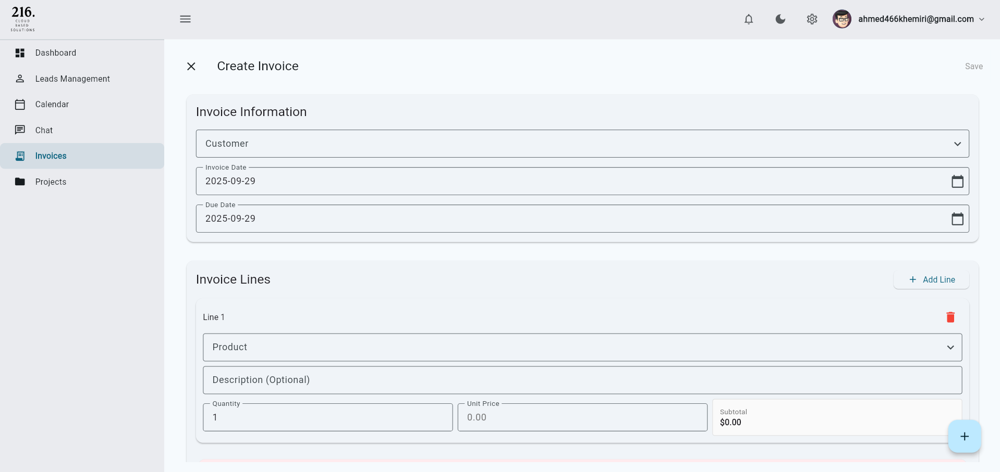 216.
CLOUD
BASED
SOLUTIONS
ahmed466khemiri@gmail.com
Dashboard
Leads Management
Calendar
Chat
Invoices
Projects
Create Invoice
Save
Invoice Information
Customer
Invoice Date
2025-09-29
Due Date
2025-09-29
Invoice Lines
Add Line
Line 1
Product
Description (Optional)
Quantity
1
Unit Price
0.00
Subtotal
$0.00